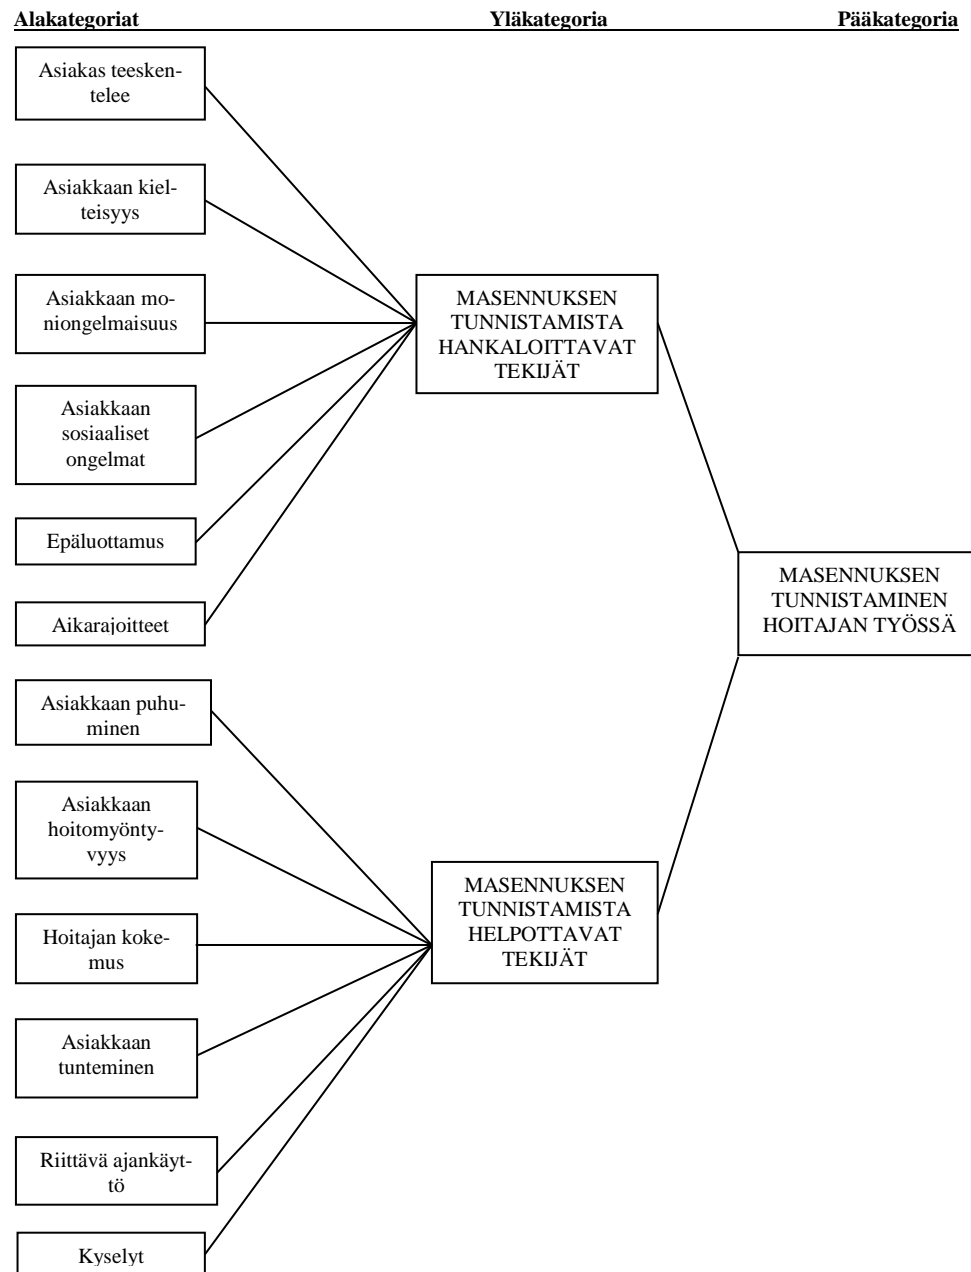 Alakategoriat Yläkategoria Pääkategoria
Asiakas teesken-
telee
Asiakkaan kiel-
teisyys
Asiakkaan mo-
niongelmaisuus
Asiakkaan
sosiaaliset
ongelmat
Epäluottamus
Aikarajoitteet
MASENNUKSEN
TUNNISTAMISTA
HANKALOITTAVAT
TEKIJÄT
Asiakkaan puhu-
minen
Asiakkaan
hoitomyönty-
vyys
Hoitajan koke-
mus
Asiakkaan
tunteminen
Riittävä ajankäyt-
tö
Kyselyt
MASENNUKSEN
TUNNISTAMISTA
HELPOTTAVAT
TEKIJÄT
MASENNUKSEN
TUNNISTAMINEN
HOITAJAN TYÖSSÄ